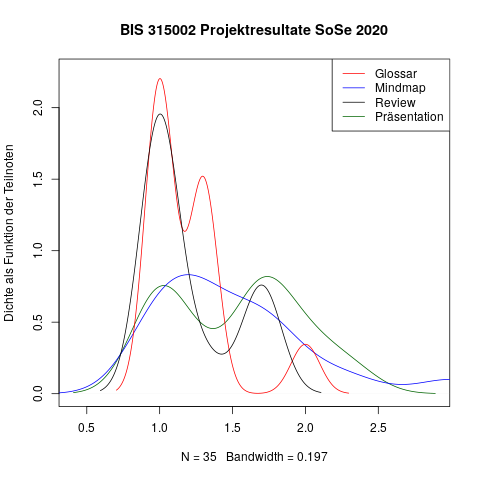 BIS 315002 Projektresultate SoSe 2020
Glossar
Mindmap
Review
Präsentation
Dichte als Funktion der Teilnoten
2.0
1.5
1.0
0.5
0.0
0.5 1.0 1.5 2.0 2.5
N = 35 Bandwidth = 0.197